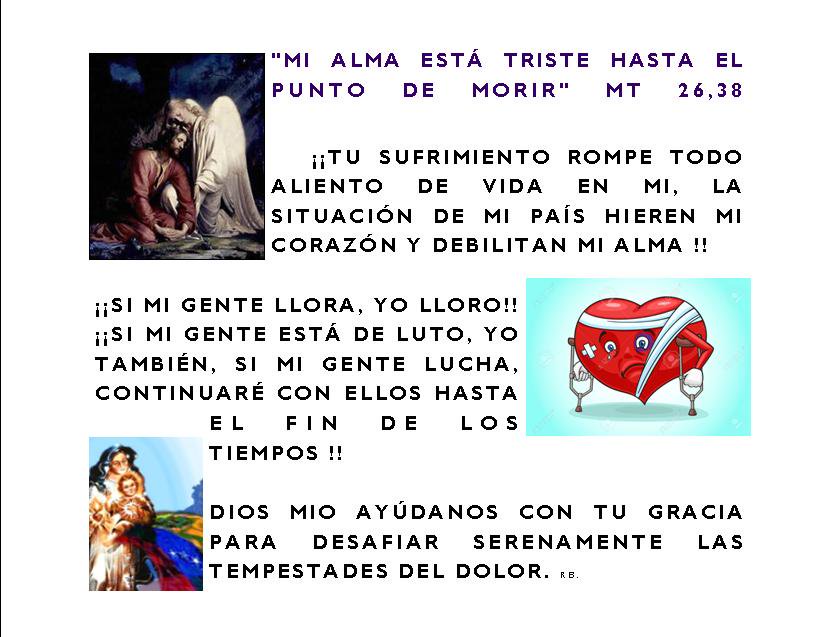 "MI ALMA ESTÁ TRISTE HASTA EL
PUNTO DE MORIR" MT 26,38
¡¡TU SUFRIMIENTO ROMPE TODO
ALIENTO DE VIDA EN MI, LA
SITUACIÓN DE MI PAÍS HIEREN MI
CORAZÓN Y DEBILITAN MI ALMA !!
¡¡SI MI GENTE LLORA, YO LLORO!!
¡¡SI MI GENTE ESTÁ DE LUTO, YO
TAMBIÉN, SI MI GENTE LUCHA,
CONTINUARÉ CON ELLOS HASTA
EL FIN DE LOS
TIEMPOS !!
DIOS MIO AYÚDANOS CON TU GRACIA
PARA DESAFIAR SERENAMENTE LAS
TEMPESTADES DEL DOLOR. R B.